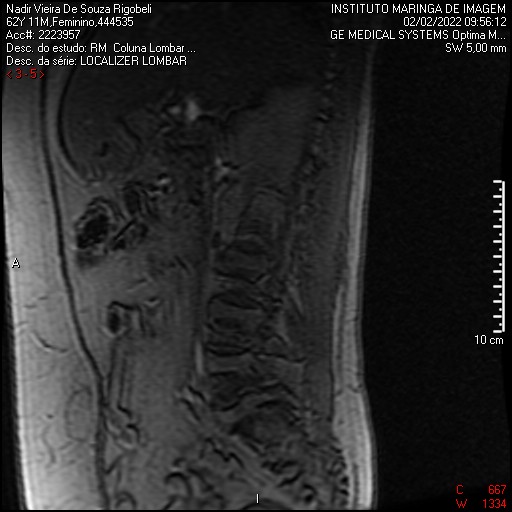 Nadir Vieira De Souza Rigobeli
62Y 11M,Feminino,444535
Acc#: 2223957
Desc. do estudo: RM Coluna Lombar ...
Desc. da série: LOCALIZER LOMBAR
< 3 - 5 >
INSTITUTO MARINGA DE IMAGEM
02/02/2022 09:56:12
GE MEDICAL SYSTEMS Optima M...
SW 5,00 mm
A
10 cm
I
C 667
W 1334